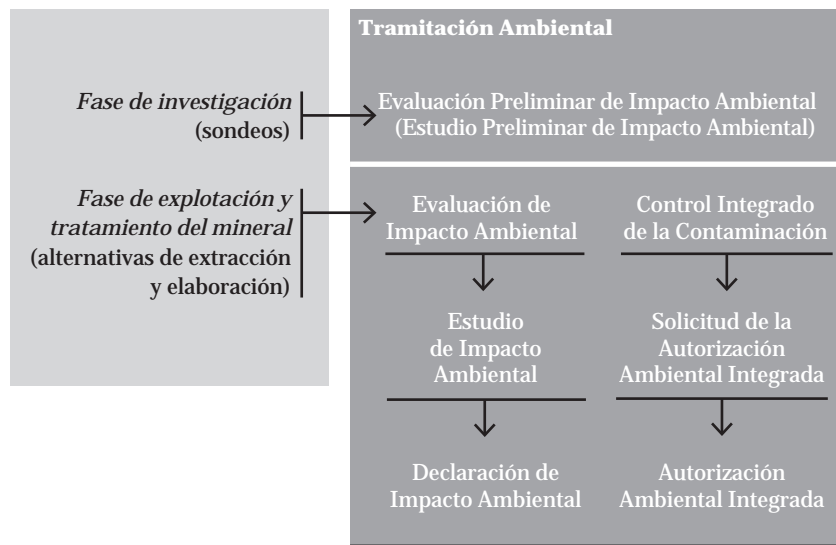 Tramitación Ambiental
Fase de investigación
(sondeos)
Evaluación Preliminar de Impacto Ambiental
(Estudio Preliminar de Impacto Ambiental)
Fase de explotación y
tratamiento del mineral
(alternativas de extracción
y elaboración)
Evaluación de
Impacto Ambiental
Control Integrado
de la Contaminación
Estudio
de Impacto
Ambiental
Solicitud de la
Autorización
Ambiental Integrada
Declaración de
Impacto Ambiental
Autorización
Ambiental Integrada